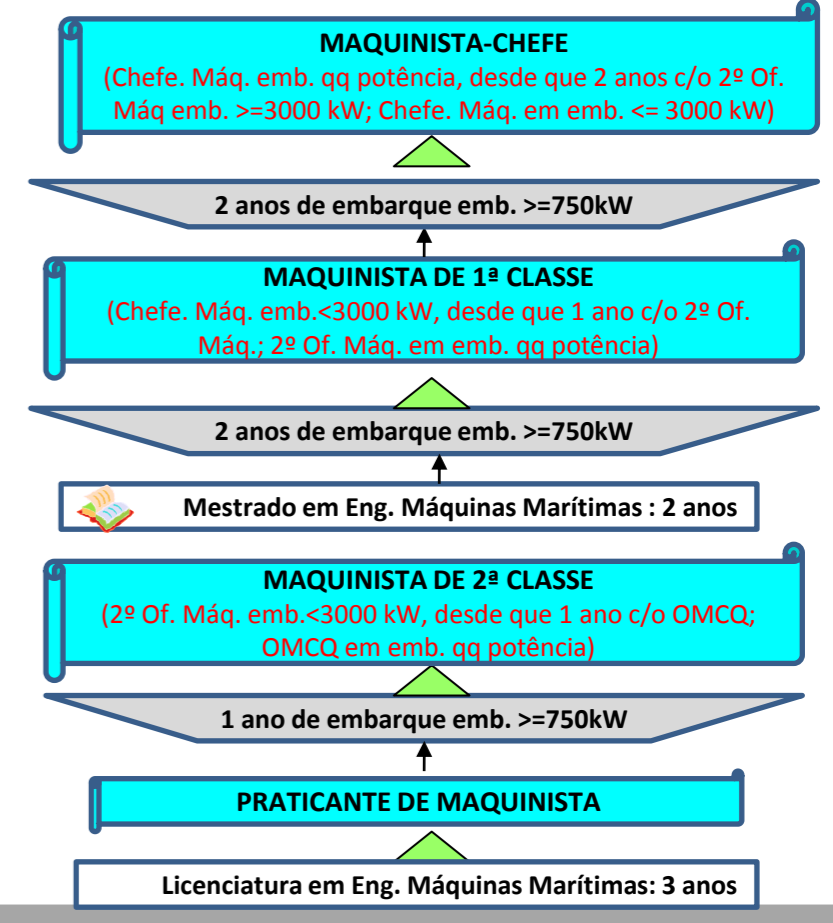 MAQUINISTA-CHEFE
(Chefe. Máq. emb. qq potência, desde que 2 anos c/o 2º Of.
Máq emb. >=3000 kW; Chefe. Máq. em emb. <= 3000 kW)
2 anos de embarque emb. >=750kW
MAQUINISTA DE 1ª CLASSE
(Chefe. Máq. emb.<3000 kW, desde que 1 ano c/o 2º Of.
Máq.; 2º Of. Máq. em emb. qq potência)
2 anos de embarque emb. >=750kW
Mestrado em Eng. Máquinas Marítimas : 2 anos
MAQUINISTA DE 2ª CLASSE
(2º Of. Máq. emb.<3000 kW, desde que 1 ano c/o OMCQ;
OMCQ em emb. qq potência)
1 ano de embarque emb. >=750kW
PRATICANTE DE MAQUINISTA
Licenciatura em Eng. Máquinas Marítimas: 3 anos